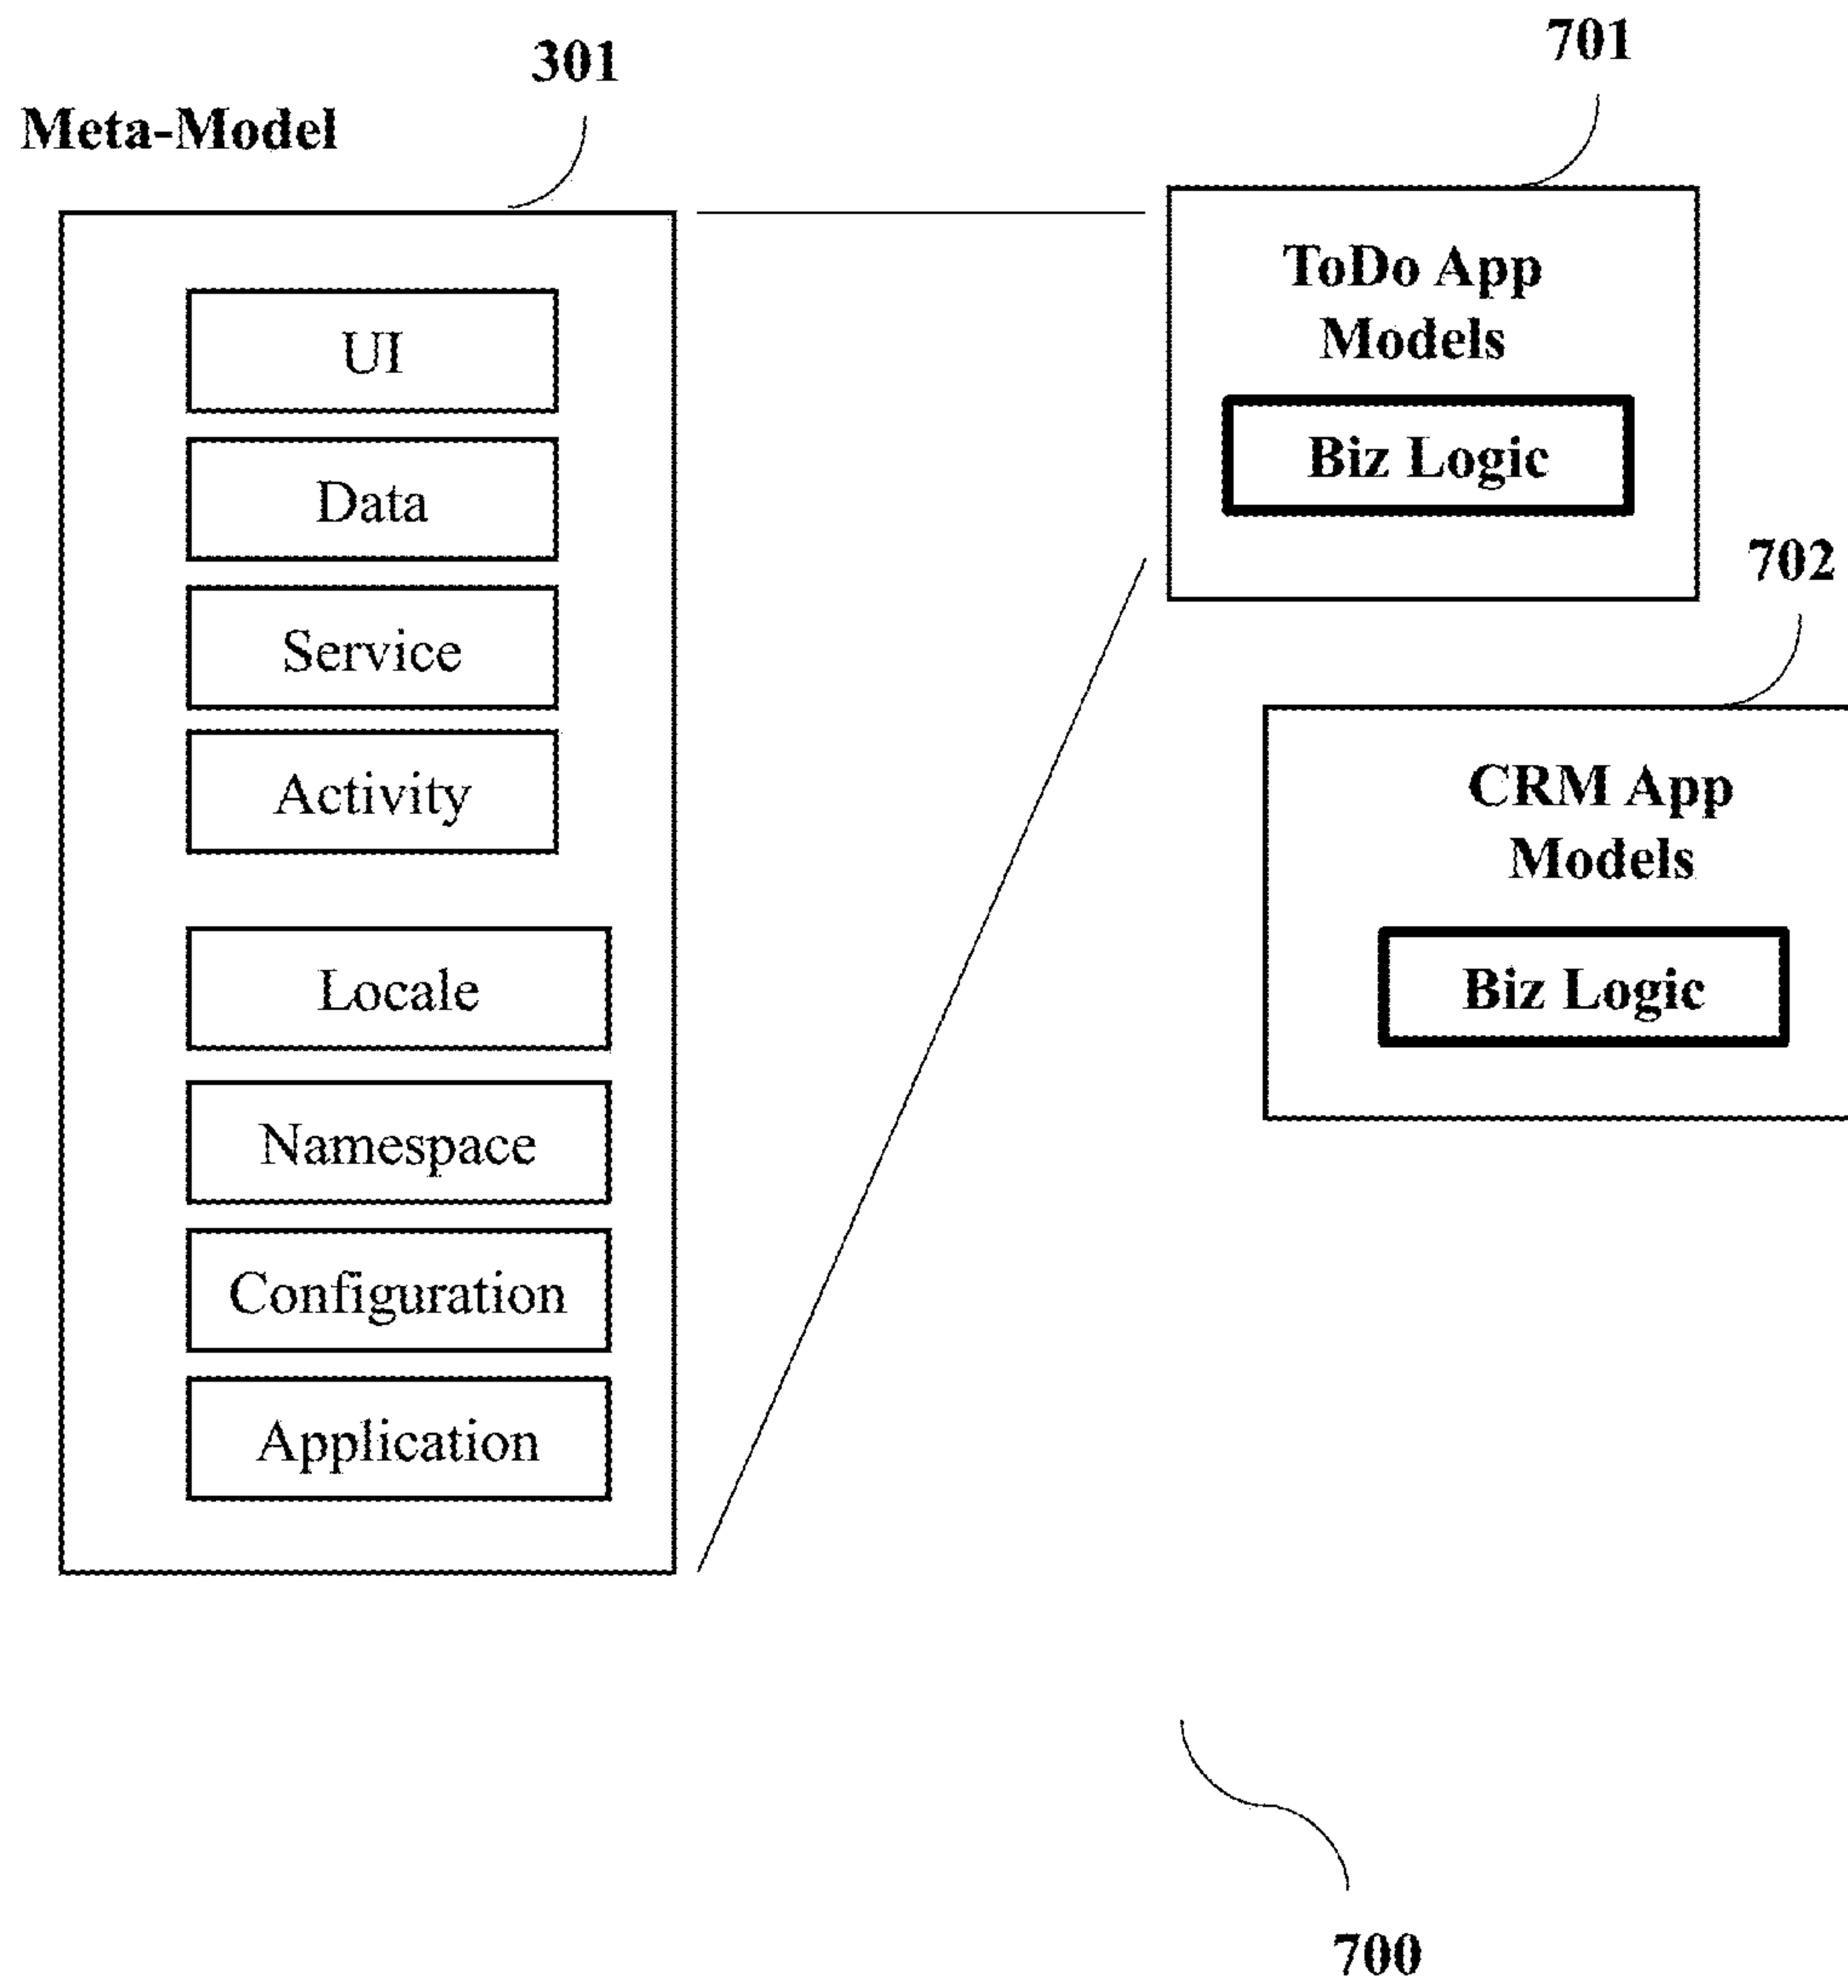 301
Meta-Model
UI
Data
Service
Activity
Locale
Namespace
Configuration
Application
701
ToDo App
Models
Biz Logic
702
CRM App
Models
Biz Logic
700